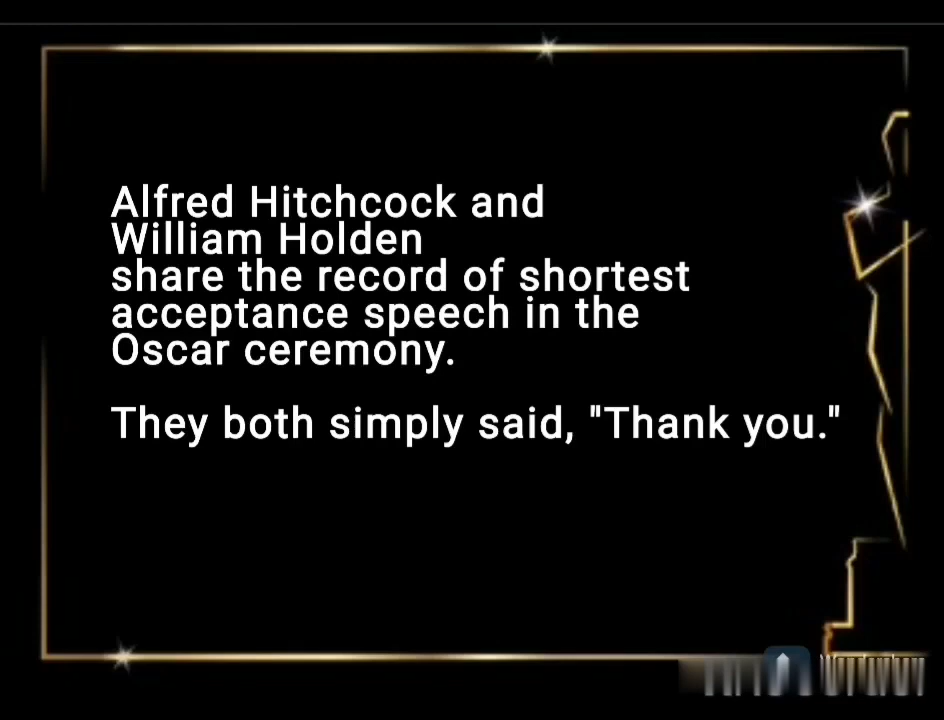 Alfred Hitchcock and
William Holden
share the record of shortest
acceptance speech in the
Oscar ceremony.
They both simply said, "Thank you."